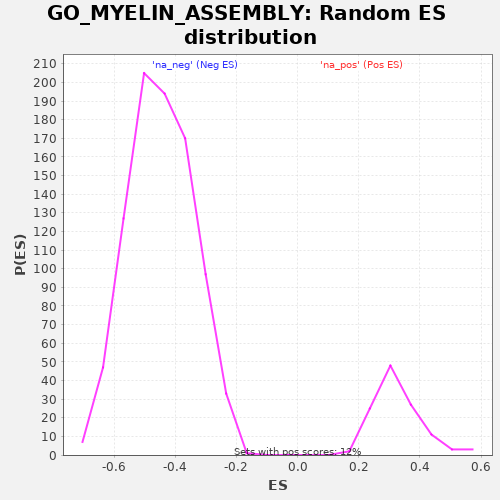 GO_MYELIN_ASSEMBLY: Random ES
distribution
'na_neg' (Neg ES)
'na_pos' (Pos ES)
210
200
190
180
170
160
150
140
130
120
110
100
90
80
70
60
50
40
30
20
10
0
P(ES)
Sets with pos scores: 12%
-0.6 -0.4 -0.2 0.0 0.2 0.4 0.6
ES